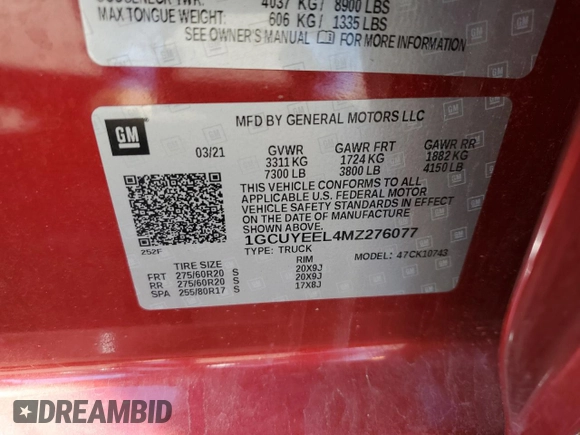 4037 KG/ 8900 LBS
MAX TONGUE WEIGHT: 606 KG/ 1335 LBS
SEE OWNER'S MANUAL FOR MORE INFORMATION
GM
MFD BY GENERAL MOTORS LLC
03/21 GVWR GAWR FRT GAWR RR
3311 KG 1724 KG 1882 KG
7300 LB 3800 LB 4150 LB
THIS VEHICLE CONFORMS TO ALL
APPLICABLE U.S. FEDERAL MOTOR
VEHICLE SAFETY STANDARDS IN EFFECT
ON THE DATE OF MANUFACTURE SHOWN ABOVE.
1GCUYEEL4MZ276077
TYPE: TRUCK MODEL: 47CK10743
252F
TIRE SIZE RIM
FRT 275/60R20 S 20X9J
RR 275/60R20 S 20X9J
SPA 255/80R17 S 17X8J
DREAMBID